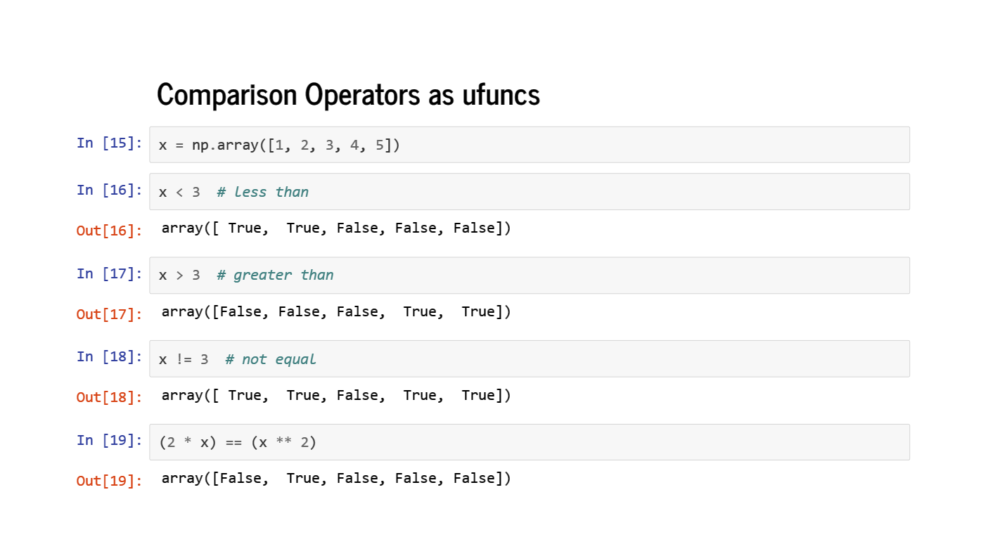 Comparison Operators as ufuncs
In [15]: x = np.array([1, 2, 3, 4, 5])
In [16]: x < 3  # less than
Out[16]: array([ True,  True, False, False, False])
In [17]: x > 3  # greater than
Out[17]: array([False, False, False,  True,  True])
In [18]: x != 3  # not equal
Out[18]: array([ True,  True, False,  True,  True])
In [19]: (2 * x) == (x ** 2)
Out[19]: array([False,  True, False, False, False])